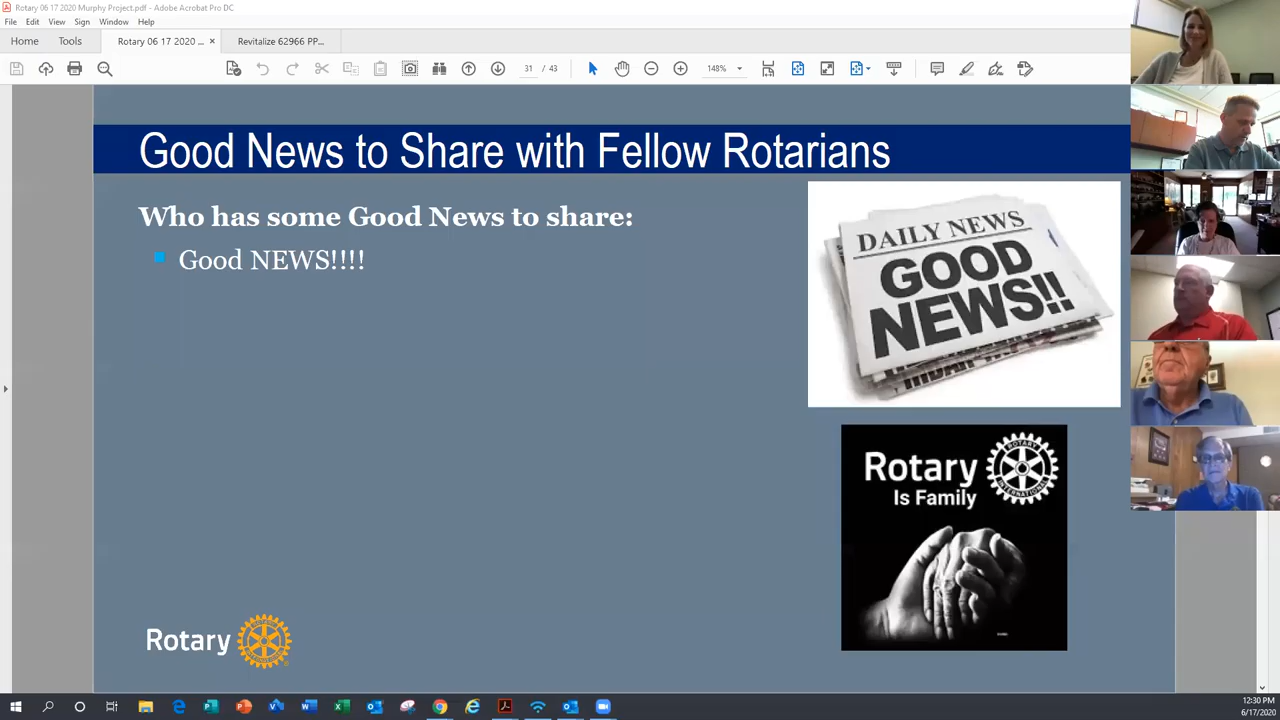 Rotary 06 17 2020 Murphy Project.pdf - Adobe Acrobat Pro DC
File Edit View Sign Window Help
Home Tools Rotary 06 17 2020 ... × Revitalize 62966 PP...
31 / 43 148%
Good News to Share with Fellow Rotarians
Who has some Good News to share:
Good NEWS!!!!
DAILY NEWS
GOOD
NEWS!!
Rotary
Is Family
ROTARY
INTERNATIONAL
Rotary
12:30 PM
6/17/2020